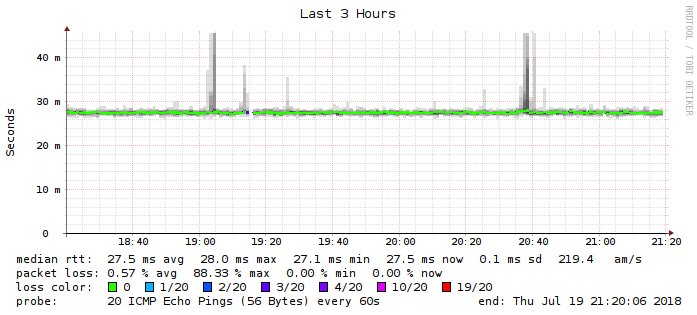 Last 3 Hours
RRDTOOL / TOBI OETIKER
Seconds
40 m
30 m
20 m
10 m
0
18:40 19:00 19:20 19:40 20:00 20:20 20:40 21:00 21:20
median rtt: 27.5 ms avg 28.0 ms max 27.1 ms min 27.5 ms now 0.1 ms sd 219.4 am/s
packet loss: 0.57 % avg 88.33 % max 0.00 % min 0.00 % now
loss color: 0 1/20 2/20 3/20 4/20 10/20 19/20
probe: 20 ICMP Echo Pings (56 Bytes) every 60s end: Thu Jul 19 21:20:06 2018